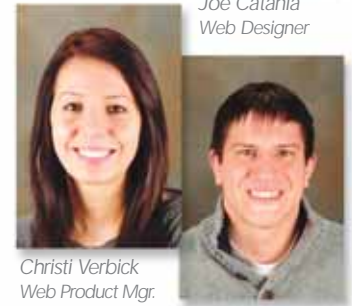 Joe Catania
Web Designer
Christi Verbick
Web Product Mgr.